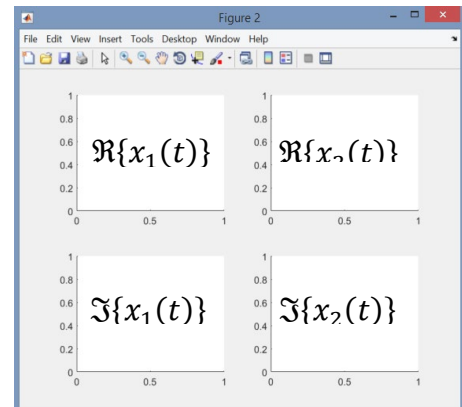 Figure 2
File Edit View Insert Tools Desktop Window Help
1
0.8
0.6
0.4
0.2
0
0 0.5 1
ℜ{x₁(t)}
1
0.8
0.6
0.4
0.2
0
0 0.5 1
ℜ{x₂(t)}
1
0.8
0.6
0.4
0.2
0
0 0.5 1
ℑ{x₁(t)}
1
0.8
0.6
0.4
0.2
0
0 0.5 1
ℑ{x₂(t)}